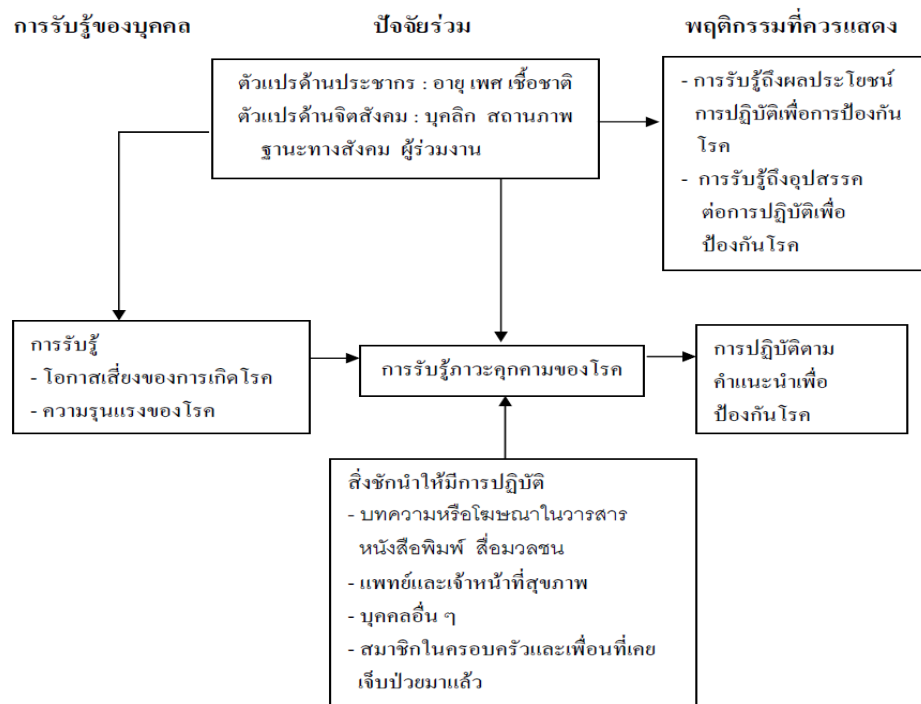 การรับรู้ของบุคคล
ปัจจัยร่วม
พฤติกรรมที่ควรแสดง
ตัวแปรด้านประชากร : อายุ เพศ เชื้อชาติ
ตัวแปรด้านจิตสังคม : บุคลิก สถานภาพ
ฐานะทางสังคม ผู้ร่วมงาน
- การรับรู้ถึงผลประโยชน์
การปฏิบัติเพื่อการป้องกัน
โรค
- การรับรู้ถึงอุปสรรค
ต่อการปฏิบัติเพื่อ
ป้องกันโรค
การรับรู้
- โอกาสเสี่ยงของการเกิดโรค
- ความรุนแรงของโรค
การรับรู้ภาวะคุกคามของโรค
การปฏิบัติตาม
คำแนะนำเพื่อ
ป้องกันโรค
สิ่งชักนำให้มีการปฏิบัติ
- บทความหรือโฆษณาในวารสาร
หนังสือพิมพ์ สื่อมวลชน
- แพทย์และเจ้าหน้าที่สุขภาพ
- บุคคลอื่น ๆ
- สมาชิกในครอบครัวและเพื่อนที่เคย
เจ็บป่วยมาแล้ว